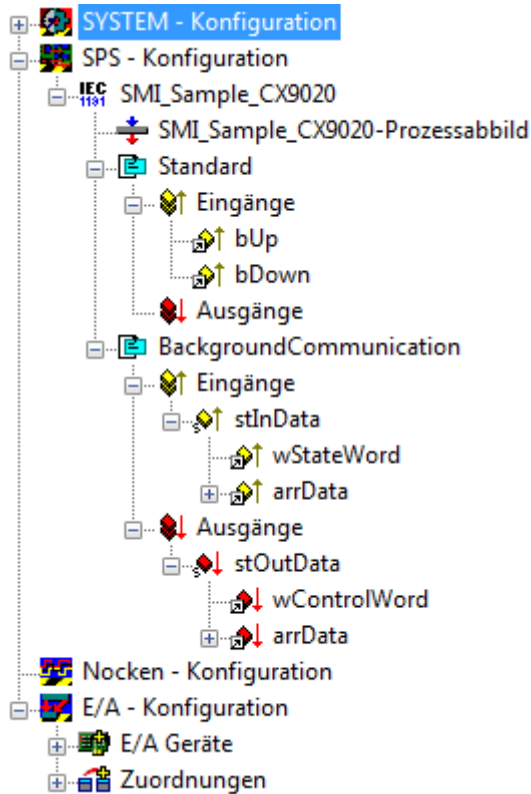 SYSTEM - Konfiguration
SPS - Konfiguration
IEC 1131 SMI_Sample_CX9020
SMI_Sample_CX9020-Prozessabbild
Standard
Eingänge
bUp
bDown
Ausgänge
BackgroundCommunication
Eingänge
stInData
wStateWord
arrData
Ausgänge
stOutData
wControlWord
arrData
Nocken - Konfiguration
E/A - Konfiguration
E/A Geräte
Zuordnungen